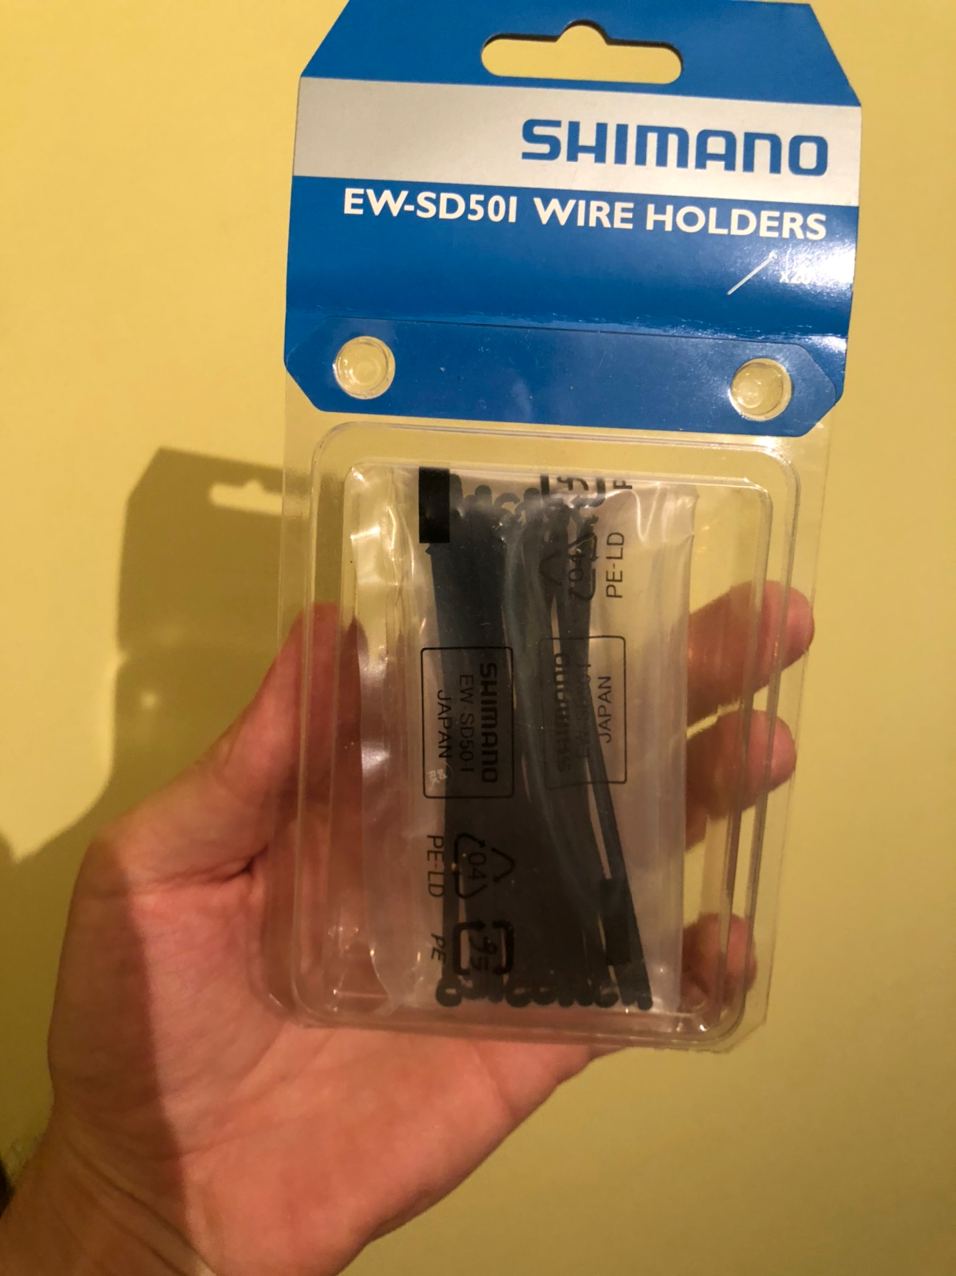 SHIMANO
EW-SD50I WIRE HOLDERS
PE-LD
04
SHIMANO
EW-SD50-I
JAPAN
JAPAN
04
PE-LD
PE